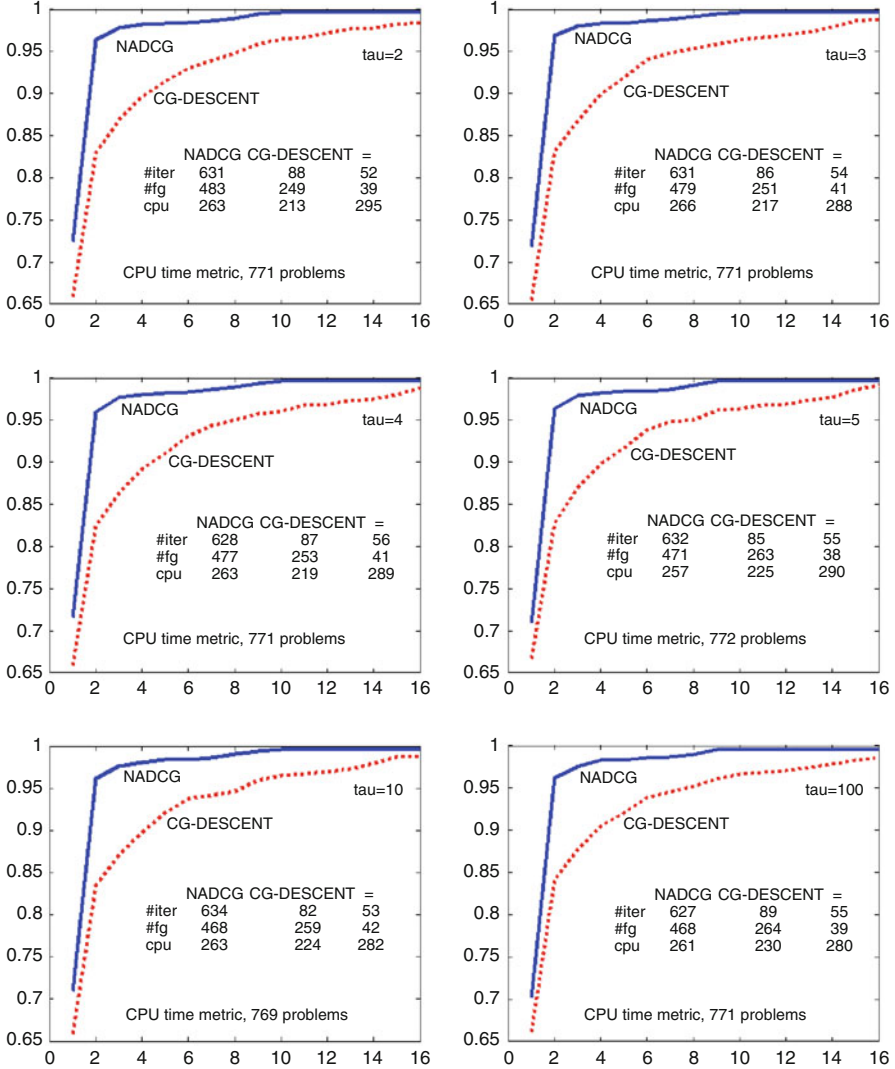 1
0.95
0.9
0.85
0.8
0.75
0.7
0.65
NADCG
tau=2
CG-DESCENT
NADCG CG-DESCENT =
#iter 631 88 52
#fg 483 249 39
cpu 263 213 295
CPU time metric, 771 problems
0 2 4 6 8 10 12 14 16
1
0.95
0.9
0.85
0.8
0.75
0.7
0.65
NADCG
tau=3
CG-DESCENT
NADCG CG-DESCENT =
#iter 631 86 54
#fg 479 251 41
cpu 266 217 288
CPU time metric, 771 problems
0 2 4 6 8 10 12 14 16
1
0.95
0.9
0.85
0.8
0.75
0.7
0.65
NADCG
tau=4
CG-DESCENT
NADCG CG-DESCENT =
#iter 628 87 56
#fg 477 253 41
cpu 263 219 289
CPU time metric, 771 problems
0 2 4 6 8 10 12 14 16
1
0.95
0.9
0.85
0.8
0.75
0.7
0.65
NADCG
tau=5
CG-DESCENT
NADCG CG-DESCENT =
#iter 632 85 55
#fg 471 263 38
cpu 257 225 290
CPU time metric, 772 problems
0 2 4 6 8 10 12 14 16
1
0.95
0.9
0.85
0.8
0.75
0.7
0.65
NADCG
tau=10
CG-DESCENT
NADCG CG-DESCENT =
#iter 634 82 53
#fg 468 259 42
cpu 263 224 282
CPU time metric, 769 problems
0 2 4 6 8 10 12 14 16
1
0.95
0.9
0.85
0.8
0.75
0.7
0.65
NADCG
tau=100
CG-DESCENT
NADCG CG-DESCENT =
#iter 627 89 55
#fg 468 264 39
cpu 261 230 280
CPU time metric, 771 problems
0 2 4 6 8 10 12 14 16